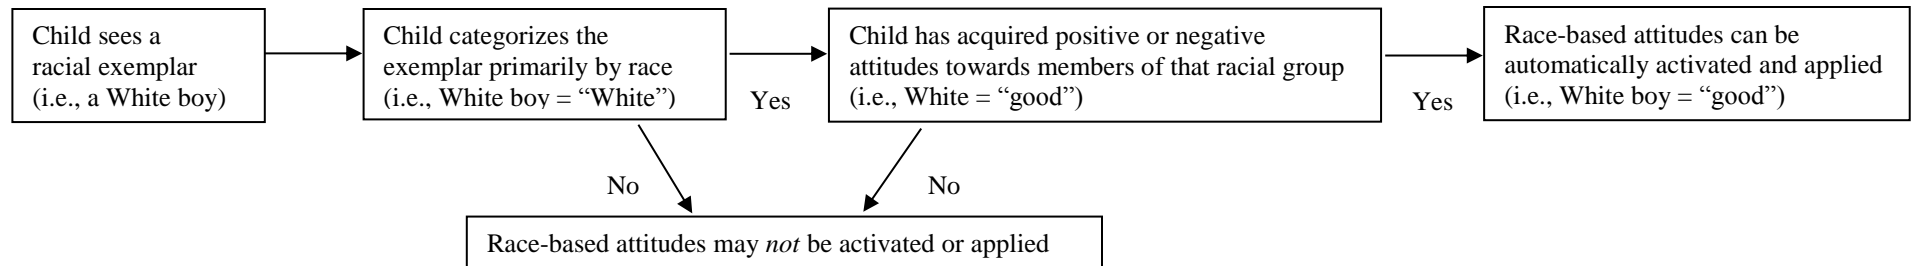 Child sees a
racial exemplar
(i.e., a White boy)
Child categorizes the
exemplar primarily by race
(i.e., White boy = “White”)
Yes
Child has acquired positive or negative
attitudes towards members of that racial group
(i.e., White = “good”)
Yes
Race-based attitudes can be
automatically activated and applied
(i.e., White boy = “good”)
No
No
Race-based attitudes may not be activated or applied